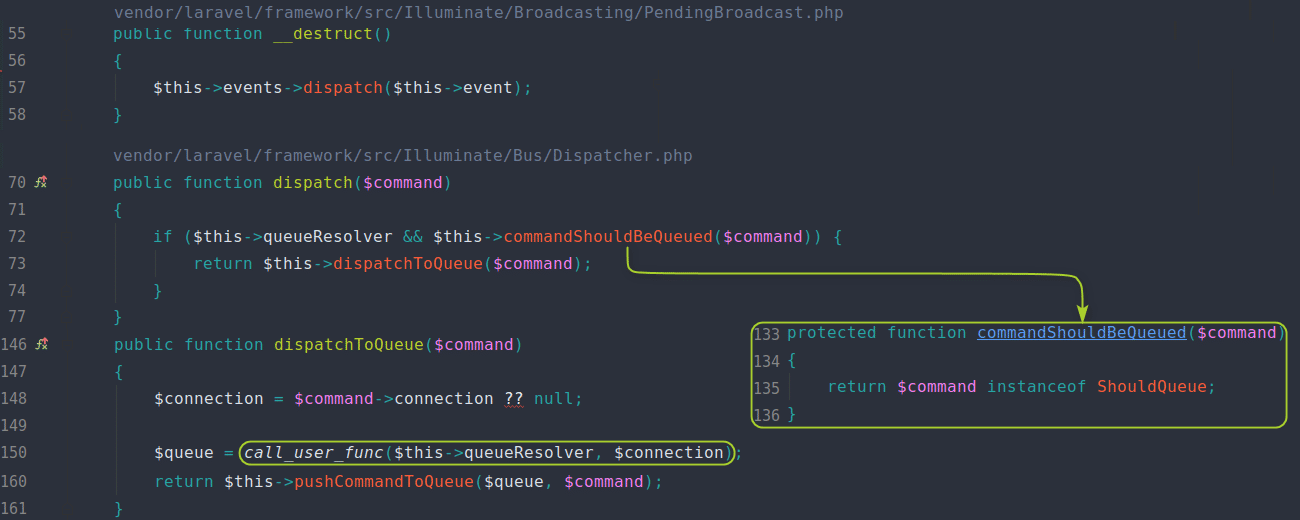 vendor/laravel/framework/src/Illuminate/Broadcasting/PendingBroadcast.php
55 public function __destruct()
56 {
57 $this->events->dispatch($this->event);
58 }
vendor/laravel/framework/src/Illuminate/Bus/Dispatcher.php
70 public function dispatch($command)
71 {
72 if ($this->queueResolver && $this->commandShouldBeQueued($command)) {
73 return $this->dispatchToQueue($command);
74 }
77 }
146 public function dispatchToQueue($command)
147 {
148 $connection = $command->connection ?? null;
149
150 $queue = call_user_func($this->queueResolver, $connection);
160 return $this->pushCommandToQueue($queue, $command);
161 }
133 protected function commandShouldBeQueued($command)
134 {
135 return $command instanceof ShouldQueue;
136 }